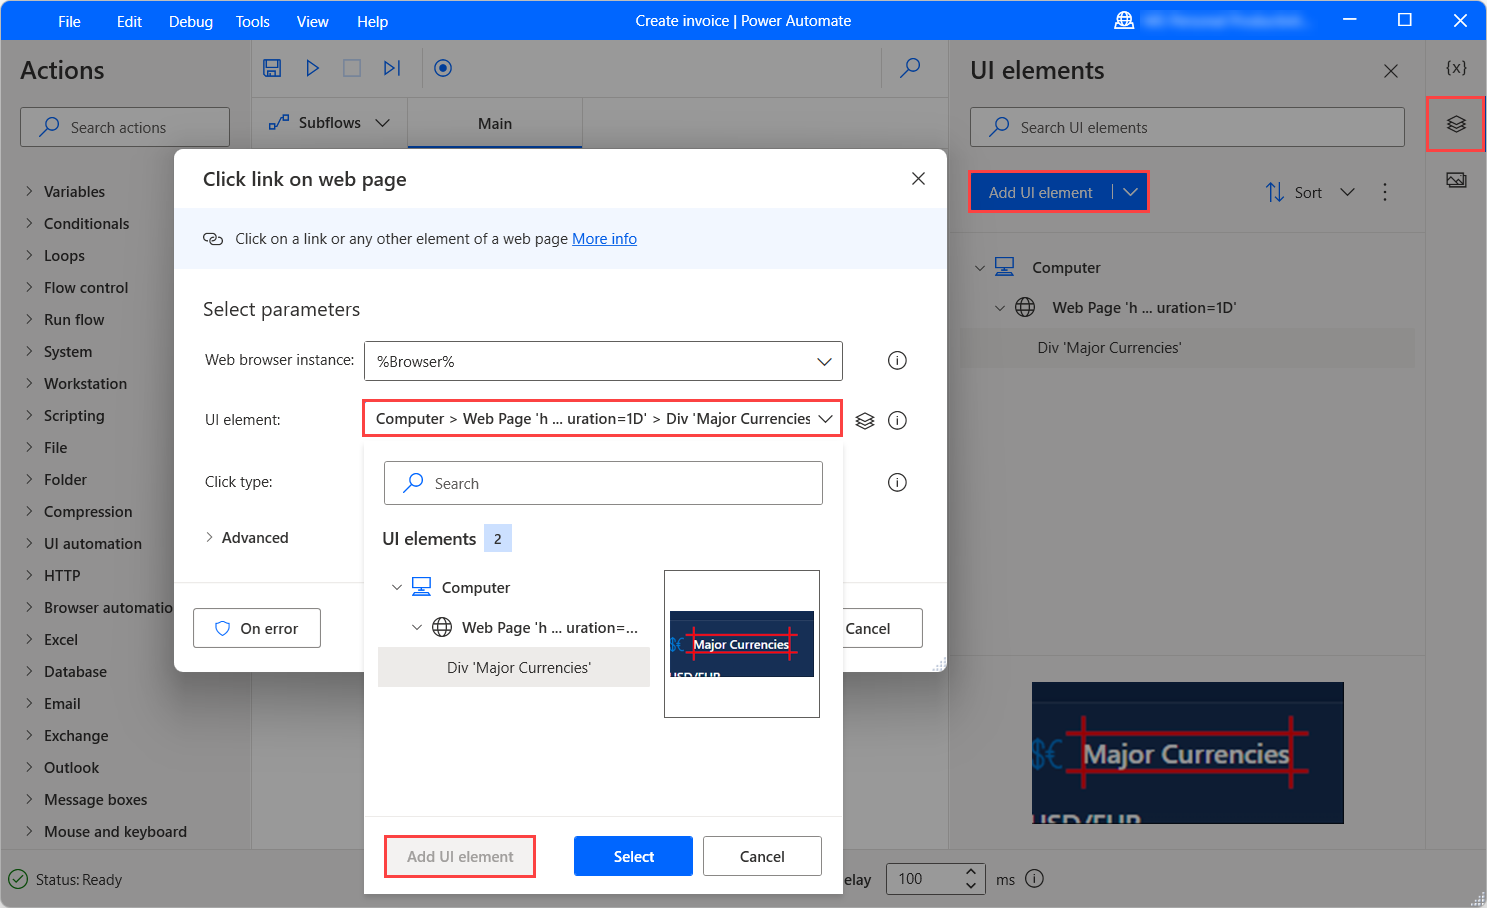 File Edit Debug Tools View Help
Create invoice | Power Automate
Actions
Search actions
Variables
Conditionals
Loops
Flow control
Run flow
System
Workstation
Scripting
File
Folder
Compression
UI automation
HTTP
Browser automatio
Excel
Database
Email
Exchange
Outlook
Message boxes
Mouse and keyboard
Subflows
Main
Click link on web page
Click on a link or any other element of a web page More info
Select parameters
Web browser instance: %Browser%
UI element: Computer > Web Page 'h ... uration=1D' > Div 'Major Currencies
Click type:
Advanced
On error
Cancel
Search
UI elements 2
Computer
Web Page 'h ... uration=...
Div 'Major Currencies'
$€ Major Currencies
USD/EUR
Add UI element
Select
Cancel
UI elements
{x}
Search UI elements
Add UI element
Sort
Computer
Web Page 'h ... uration=1D'
Div 'Major Currencies'
$€ Major Currencies
USD/EUR
Status: Ready
elay 100 ms